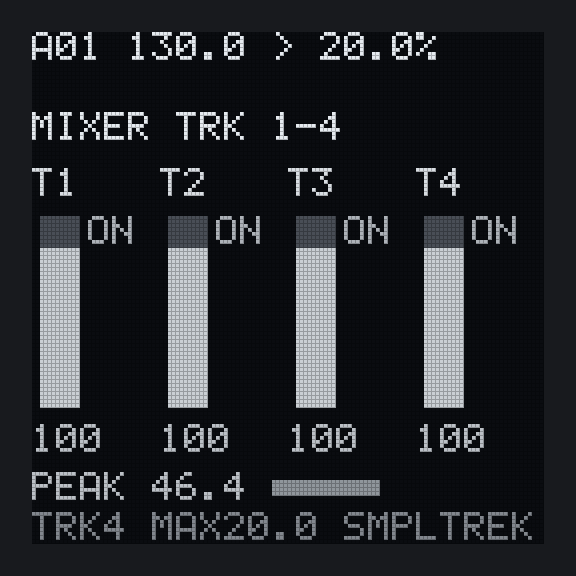 A01 130.0 > 20.0%
MIXER TRK 1-4
T1 T2 T3 T4
ON ON ON ON
100 100 100 100
PEAK 46.4
TRK4 MAX20.0 SMPLTREK